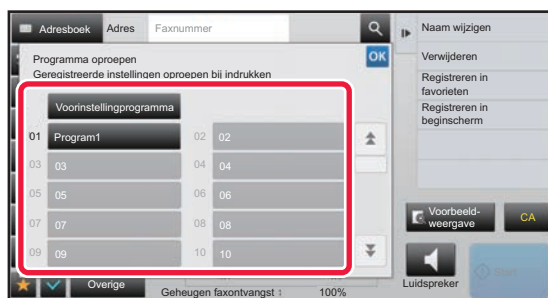 Adresboek Adres Faxnummer
Programma oproepen OK
Geregistreerde instellingen oproepen bij indrukken
Voorinstellingprogramma
01 Program1 02 02
03 03 04 04
05 05 06 06
07 07 08 08
09 09 10 10
Overige
Geheugen faxontvangst : 100%
Naam wijzigen
Verwijderen
Registreren in
favorieten
Registreren in
beginscherm
Voorbeeld-
weergave
CA
Start
Luidspreker